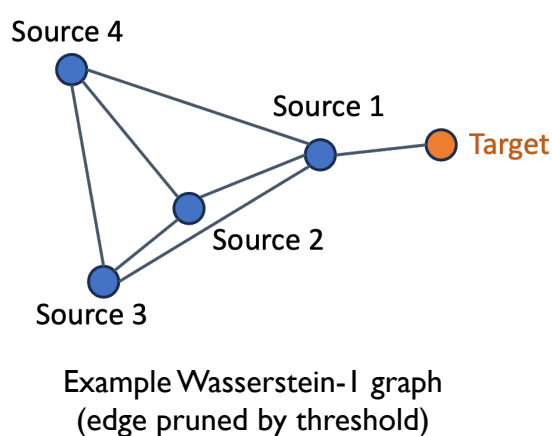 Source 4
Source 1
Target
Source 2
Source 3
Example Wasserstein-1 graph
(edge pruned by threshold)